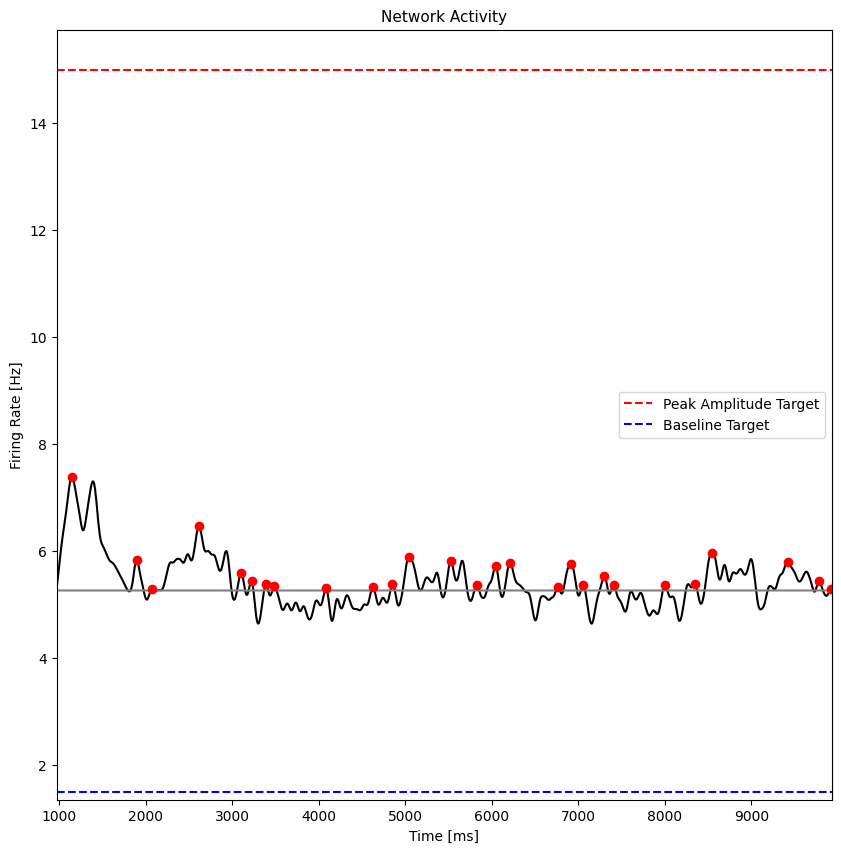 Network Activity
Firing Rate [Hz]
14
12
10
8
6
4
2
Peak Amplitude Target
Baseline Target
1000 2000 3000 4000 5000 6000 7000 8000 9000
Time [ms]